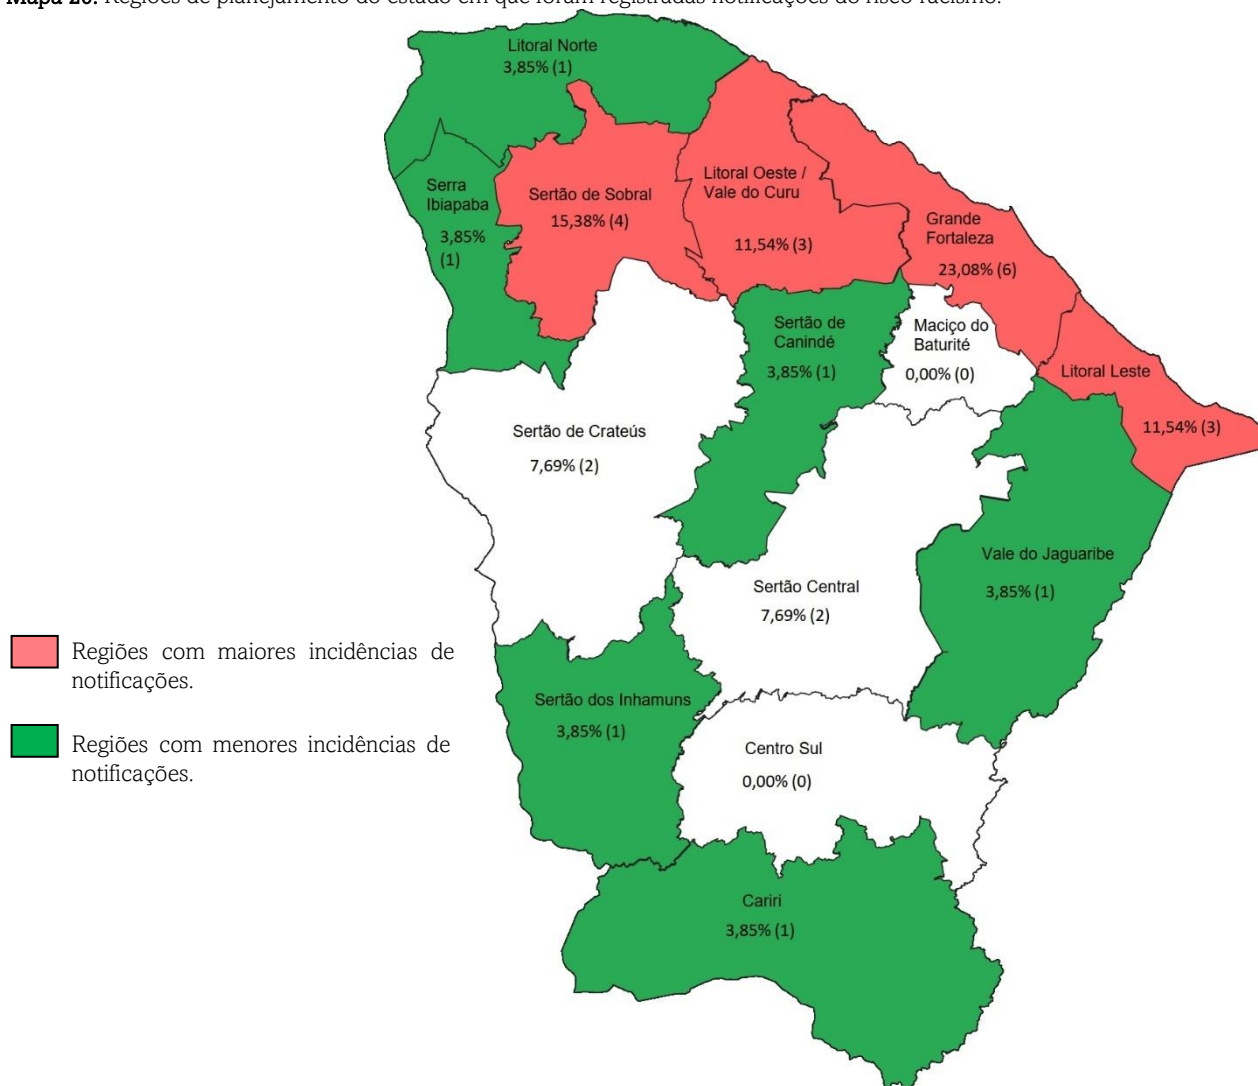 Mapa 20. Regiões de planejamento do estado em que foram registradas notificações do risco racismo.
Litoral Norte
3,85% (1)
Serra
Ibiapaba
3,85%
(1)
Sertão de Sobral
15,38% (4)
Litoral Oeste /
Vale do Curu
11,54% (3)
Grande
Fortaleza
23,08% (6)
Sertão de
Canindé
3,85% (1)
Maciço do
Baturité
0,00% (0)
Litoral Leste
11,54% (3)
Sertão de Crateús
7,69% (2)
Vale do Jaguaribe
3,85% (1)
Sertão Central
7,69% (2)
Sertão dos Inhamuns
3,85% (1)
Centro Sul
0,00% (0)
Cariri
3,85% (1)
Regiões com maiores incidências de
notificações.
Regiões com menores incidências de
notificações.